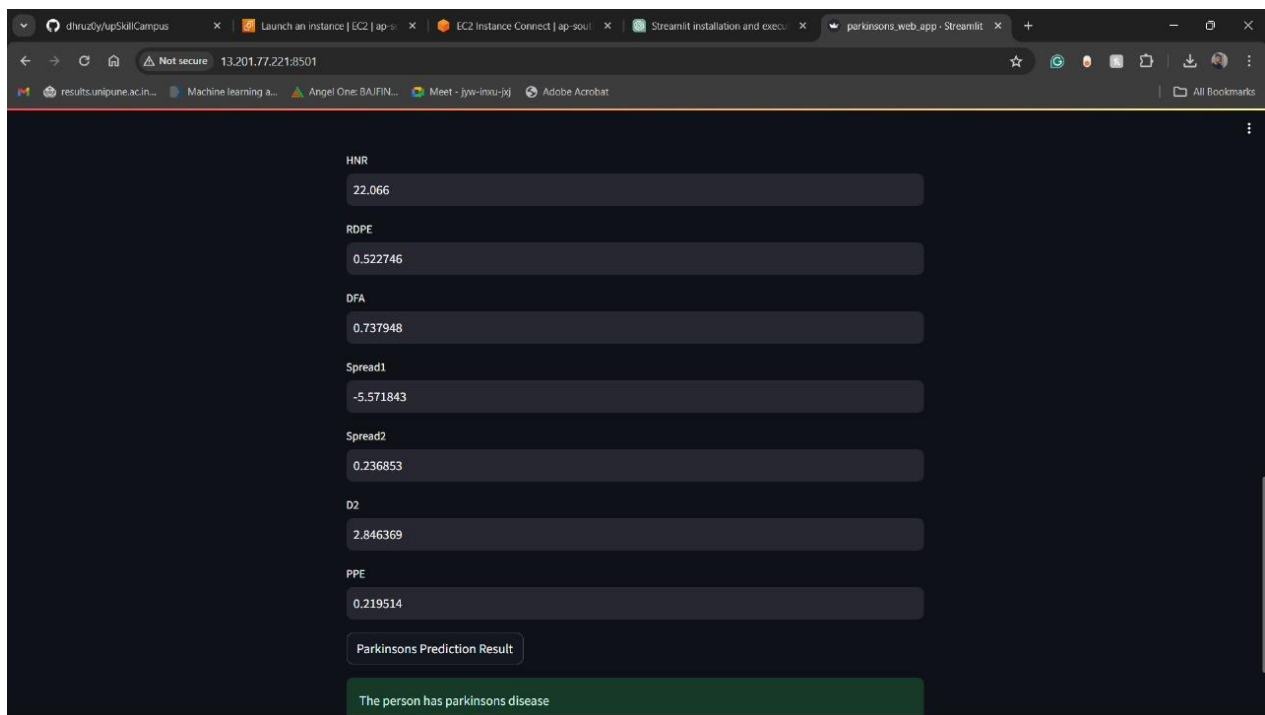 dhruz0y/upSkillCampus
Launch an instance | EC2 | ap-s
EC2 Instance Connect | ap-sout
Streamlit installation and execu
parkinsons_web_app · Streamlit
Not secure 13.201.77.221:8501
results.unipune.ac.in...
Machine learning a...
Angel One: BAJFIN...
Meet - jyw-inxu-jxj
Adobe Acrobat
All Bookmarks
HNR
22.066
RDPE
0.522746
DFA
0.737948
Spread1
-5.571843
Spread2
0.236853
D2
2.846369
PPE
0.219514
Parkinsons Prediction Result
The person has parkinsons disease